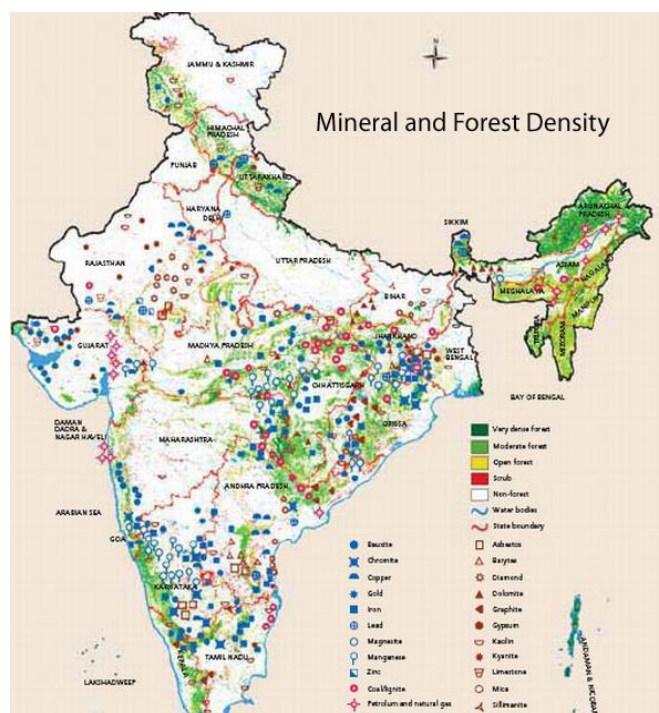 JAMMU & KASHMIR
N
Mineral and Forest Density
HIMACHAL
PRADESH
PUNJAB
UTTARAKHAND
HARYANA
DELHI
SIKKIM
ARUNACHAL
PRADESH
RAJASTHAN
UTTAR PRADESH
ASSAM
NAGALAND
BIHAR
MEGHALAYA
MANIPUR
GUJARAT
MADHYA PRADESH
JHARKHAND
WEST
BENGAL
TRIPURA
MIZORAM
CHHATTISGARH
BAY OF BENGAL
DAMAN
DADRA &
NAGAR HAVELI
MAHARASHTRA
ORISSA
Very dense forest
Moderate forest
Open forest
Scrub
Non-forest
Water bodies
State boundary
ANDHRA PRADESH
ARABIAN SEA
GOA
KARNATAKA
TAMIL NADU
KERALA
LAKSHADWEEP
Bauxite
Chromite
Copper
Gold
Iron
Lead
Magnesite
Manganese
Zinc
Coal/lignite
Petrolum and natural gas
Asbestos
Barytes
Diamond
Dolomite
Graphite
Gypsum
Kaolin
Kyanite
Limestone
Mica
Sillimanite